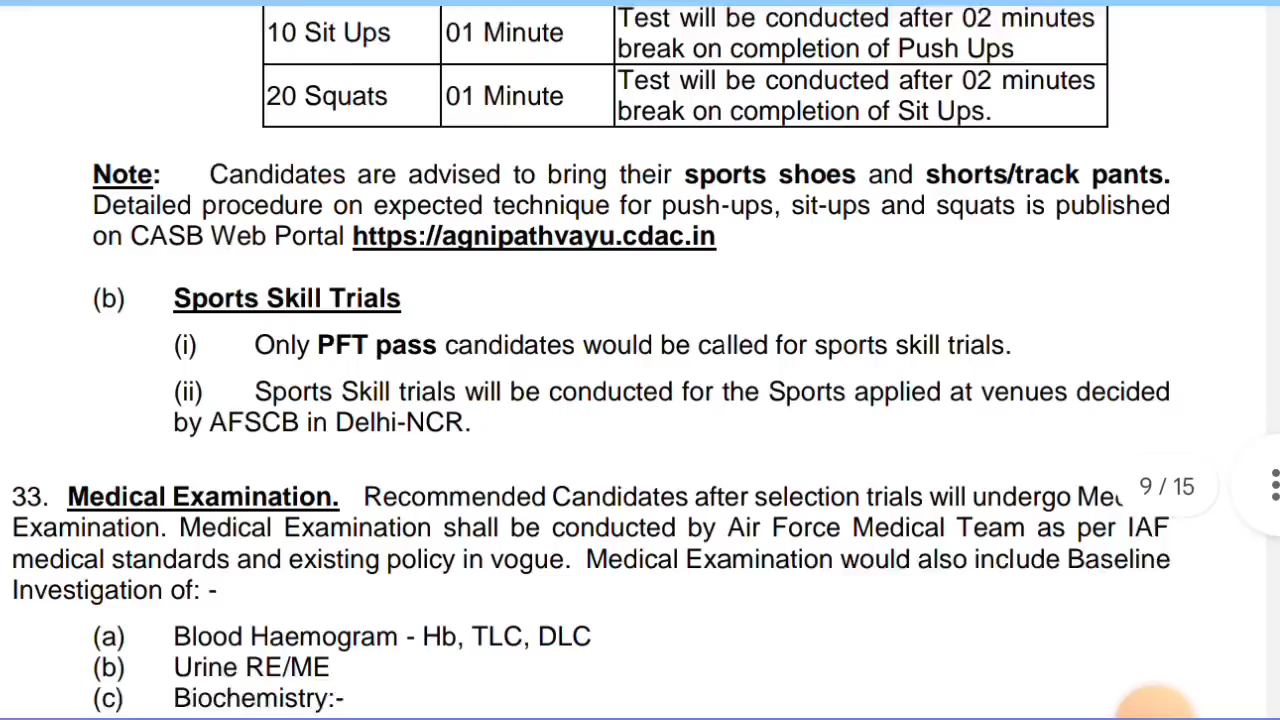 10 Sit Ups 01 Minute Test will be conducted after 02 minutes
break on completion of Push Ups
20 Squats 01 Minute Test will be conducted after 02 minutes
break on completion of Sit Ups.
Note: Candidates are advised to bring their sports shoes and shorts/track pants.
Detailed procedure on expected technique for push-ups, sit-ups and squats is published
on CASB Web Portal https://agnipathvayu.cdac.in
(b) Sports Skill Trials
(i) Only PFT pass candidates would be called for sports skill trials.
(ii) Sports Skill trials will be conducted for the Sports applied at venues decided
by AFSCB in Delhi-NCR.
33. Medical Examination. Recommended Candidates after selection trials will undergo
9 / 15
Examination. Medical Examination shall be conducted by Air Force Medical Team as per IAF
medical standards and existing policy in vogue. Medical Examination would also include Baseline
Investigation of: -
(a) Blood Haemogram - Hb, TLC, DLC
(b) Urine RE/ME
(c) Biochemistry:-